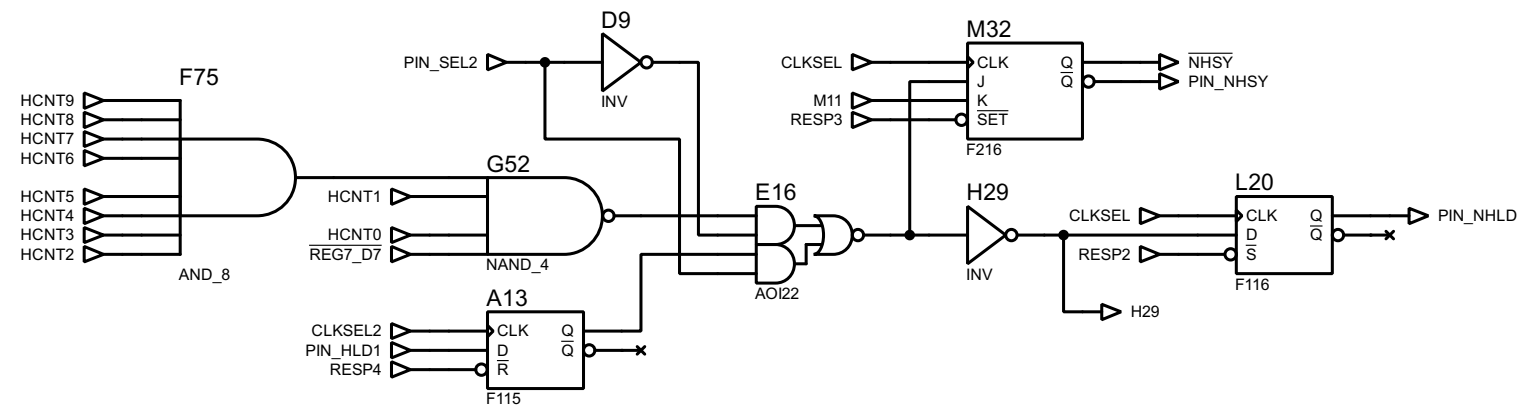 D9
PIN_SEL2
INV
F75
HCNT9
HCNT8
HCNT7
HCNT6
HCNT5
HCNT4
HCNT3
HCNT2
AND_8
G52
HCNT1
HCNT0
REG7_D7
NAND_4
A13
CLKSEL2
PIN_HLD1
RESP4
CLK
D
R
Q
Q
F115
E16
AOI22
M32
CLKSEL
M11
RESP3
CLK
J
K
SET
Q
Q
F216
NHSY
PIN_NHSY
H29
INV
H29
L20
CLKSEL
RESP2
CLK
D
S
Q
Q
F116
PIN_NHLD